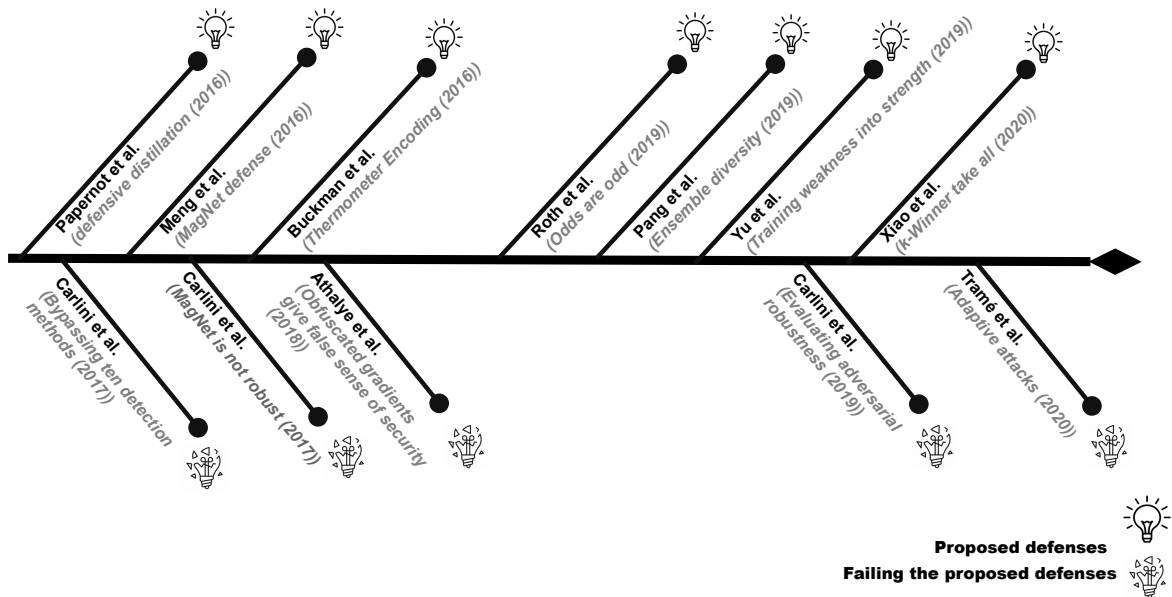 Papernot et al.
(defensive distillation (2016))
Meng et al.
(MagNet defense (2016))
Buckman et al.
(Thermometer Encoding (2016))
Roth et al.
(Odds are odd (2019))
Pang et al.
(Ensemble diversity (2019))
Yu et al.
(Training weakness into strength (2019))
Xiao et al.
(k-Winner take all (2020))
Carlini et al.
(Bypassing ten detection
methods (2017))
Carlini et al.
(MagNet is not robust (2017))
Athalye et al.
(Obfuscated gradients
give false sense of security
(2018))
Carlini et al.
(Evaluating adversarial
robustness (2019))
Tramé et al.
(Adaptive attacks (2020))
Proposed defenses
Failing the proposed defenses